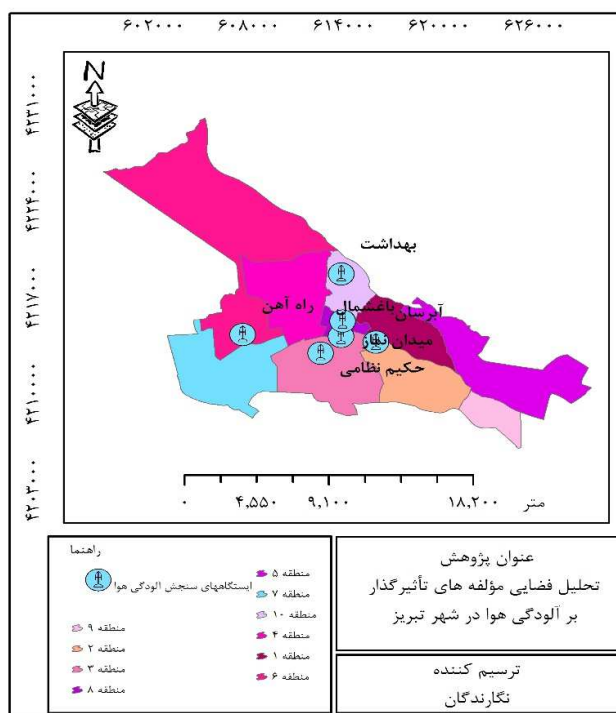 ۶۰۲۰۰۰ ۶۰۸۰۰۰ ۶۱۴۰۰۰ ۶۲۰۰۰۰ ۶۲۶۰۰۰
۴۲۳۱۰۰۰
۴۲۲۴۰۰۰
۴۲۱۷۰۰۰
۴۲۱۰۰۰۰
۴۲۰۳۰۰۰
N
بهداشت
راه آهن
باغشمال
آبرسان
میدان نماز
حکیم نظامی
۰ ۴,۵۵۰ ۹,۱۰۰ ۱۸,۲۰۰ متر
راهنما
ایستگاههای سنجش الودگی هوا
منطقه ۹
منطقه ۲
منطقه ۳
منطقه ۸
منطقه ۵
منطقه ۷
منطقه ۱۰
منطقه ۴
منطقه ۱
منطقه ۶
عنوان پژوهش
تحلیل فضایی مؤلفه های تأثیرگذار
بر آلودگی هوا در شهر تبریز
ترسیم کننده
نگارندگان